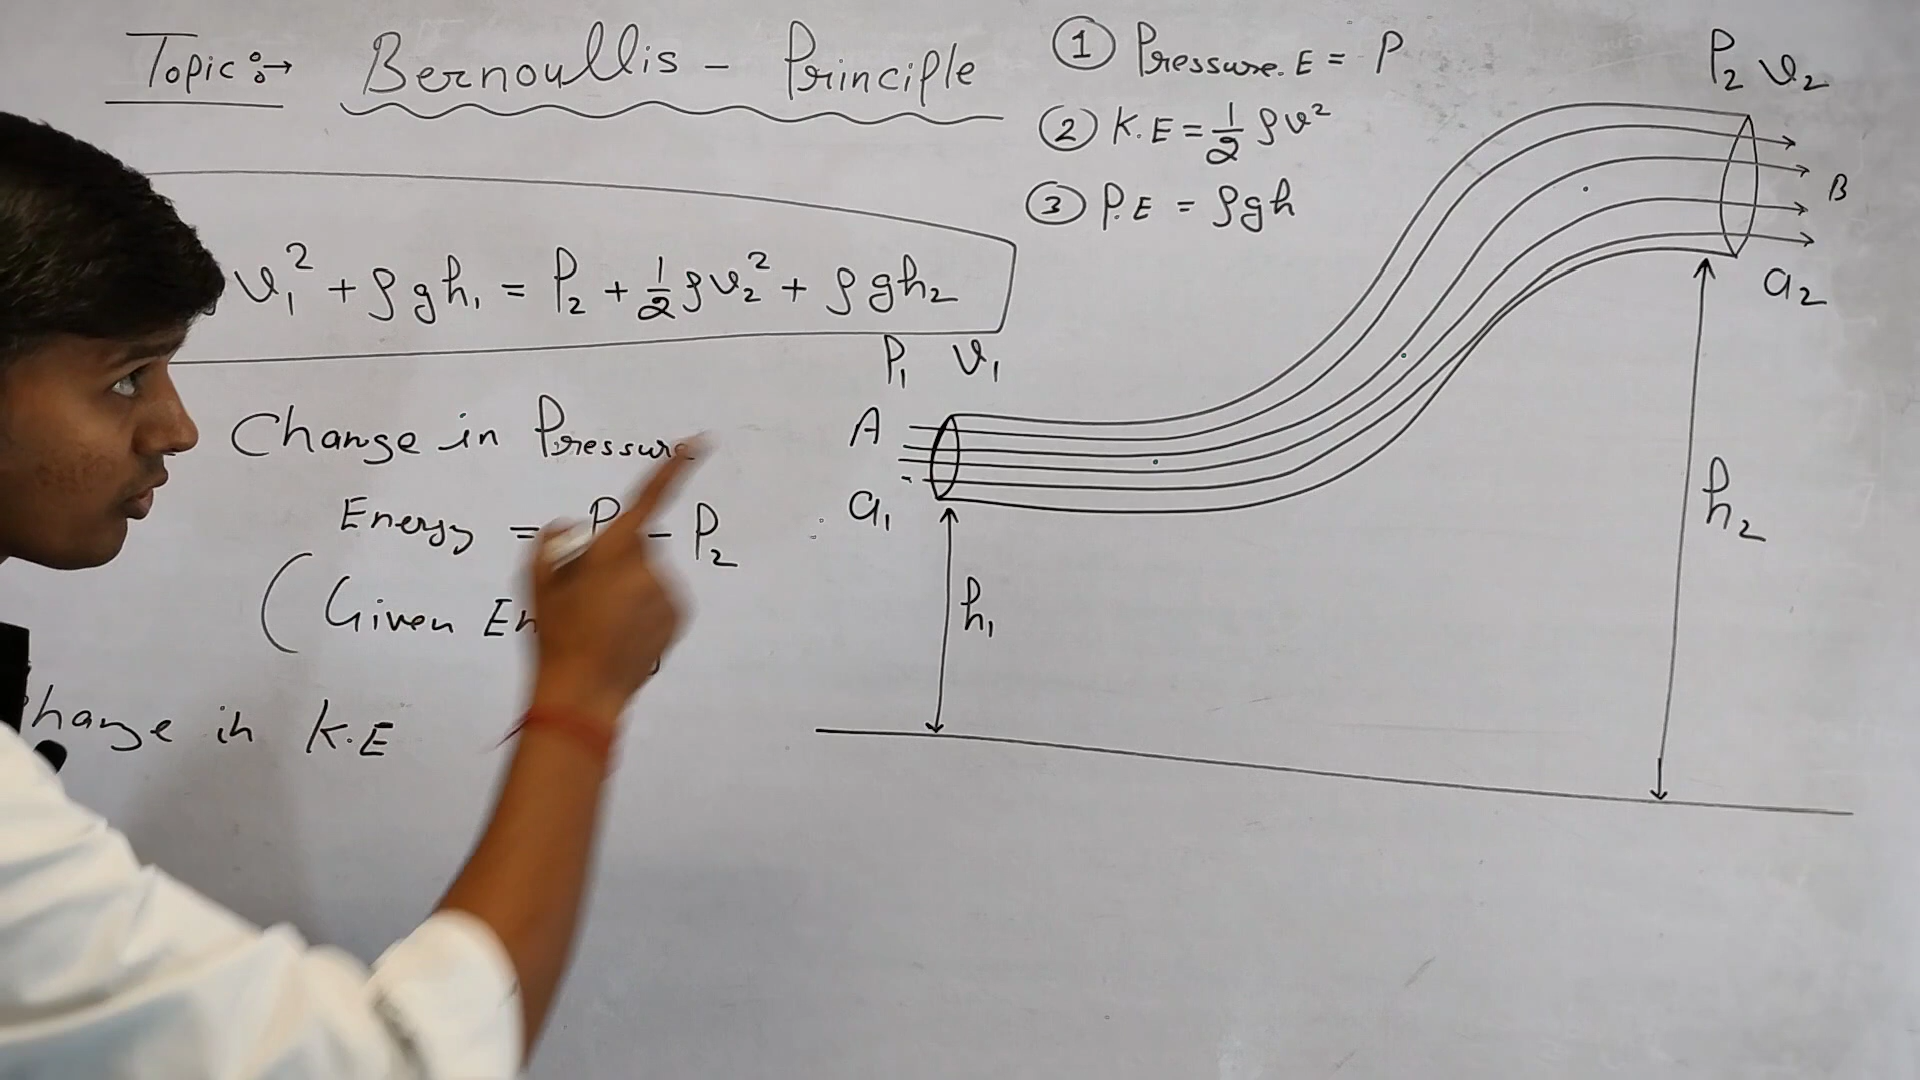 Topic :→ Bernoullis - Principle
① Pressure.E = P
② K.E = 1/2 ρv²
③ P.E = ρgh
v₁² + ρgh₁ = P₂ + 1/2 ρv₂² + ρgh₂
Change in Pressure
Energy = P - P₂
(Given En
hange in K.E
P₁ v₁
A
a₁
h₁
P₂ v₂
B
a₂
h₂